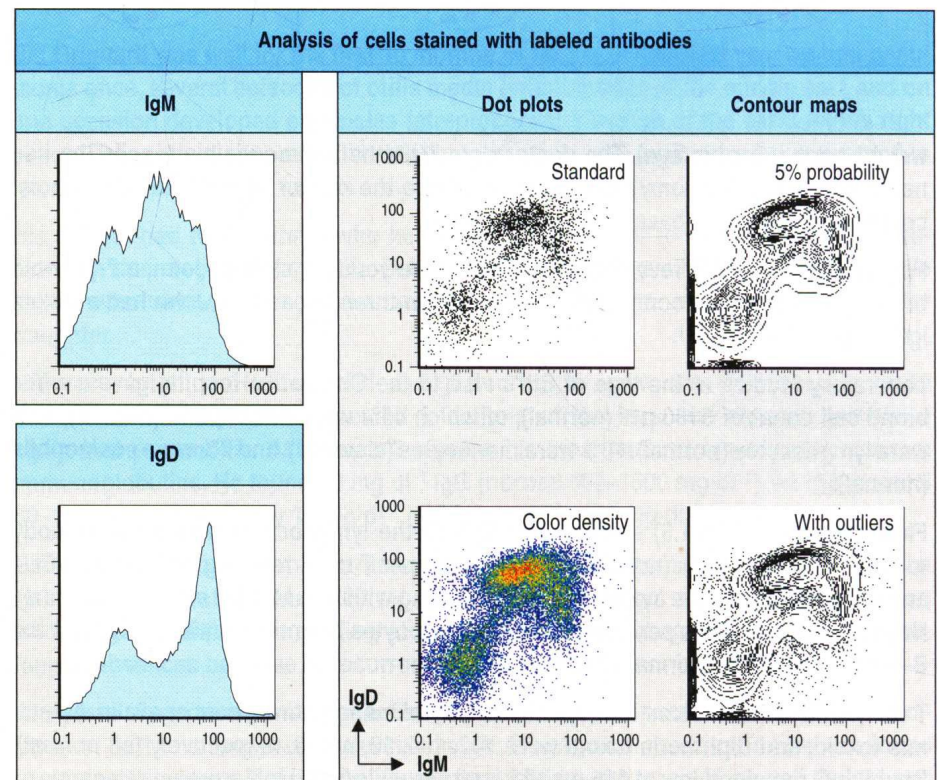 Analysis of cells stained with labeled antibodies
IgM
0.1 1 10 100 1000
IgD
0.1 1 10 100 1000
Dot plots
Contour maps
Standard
1000
100
10
1
0.1
0.1 1 10 100 1000
5% probability
0.1 1 10 100 1000
Color density
1000
100
10
1
0.1
0.1 1 10 100 1000
With outliers
0.1 1 10 100 1000
IgD
IgM